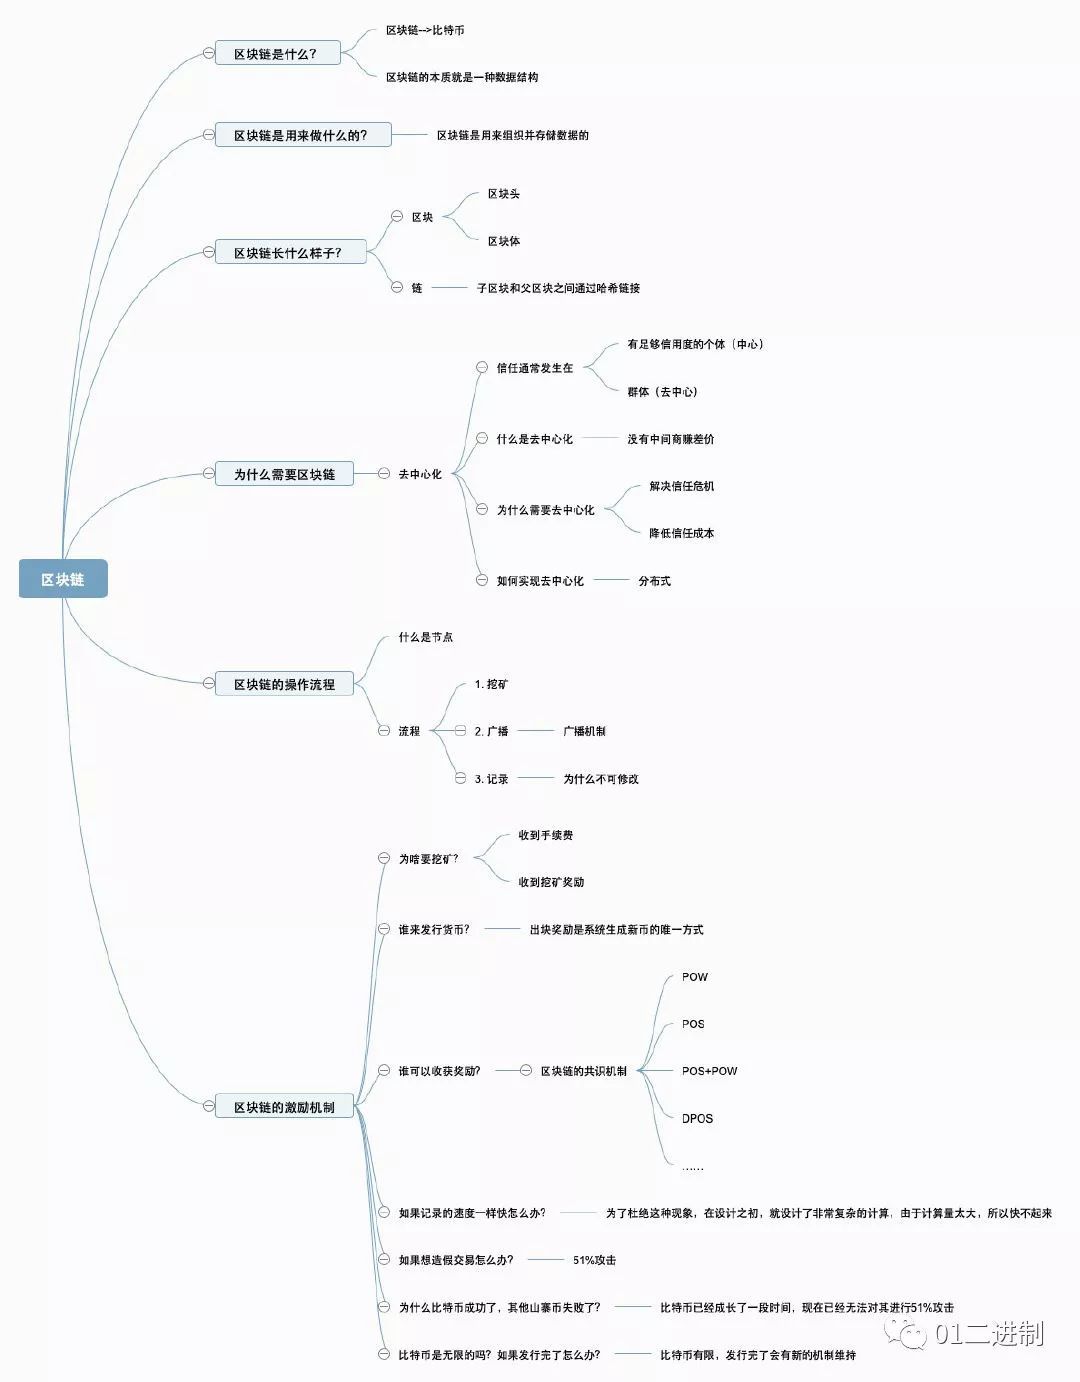 区块链
区块链是什么？
区块链-->比特币
区块链的本质就是一种数据结构
区块链是用来做什么的？
区块链是用来组织并存储数据的
区块链长什么样子？
区块
区块头
区块体
链
子区块和父区块之间通过哈希链接
为什么需要区块链
去中心化
信任通常发生在
有足够信用度的个体（中心）
群体（去中心）
什么是去中心化
没有中间商赚差价
为什么需要去中心化
解决信任危机
降低信任成本
如何实现去中心化
分布式
区块链的操作流程
什么是节点
流程
1. 挖矿
2. 广播
广播机制
3. 记录
为什么不可修改
区块链的激励机制
为啥要挖矿？
收到手续费
收到挖矿奖励
谁来发行货币？
出块奖励是系统生成新币的唯一方式
谁可以收获奖励？
区块链的共识机制
POW
POS
POS+POW
DPOS
……
如果记录的速度一样快怎么办？
为了杜绝这种现象，在设计之初，就设计了非常复杂的计算，由于计算量太大，所以快不起来
如果想造假交易怎么办？
51%攻击
为什么比特币成功了，其他山寨币失败了？
比特币已经成长了一段时间，现在已经无法对其进行51%攻击
比特币是无限的吗？如果发行完了怎么办？
比特币有限，发行完了会有新的机制维持
01二进制